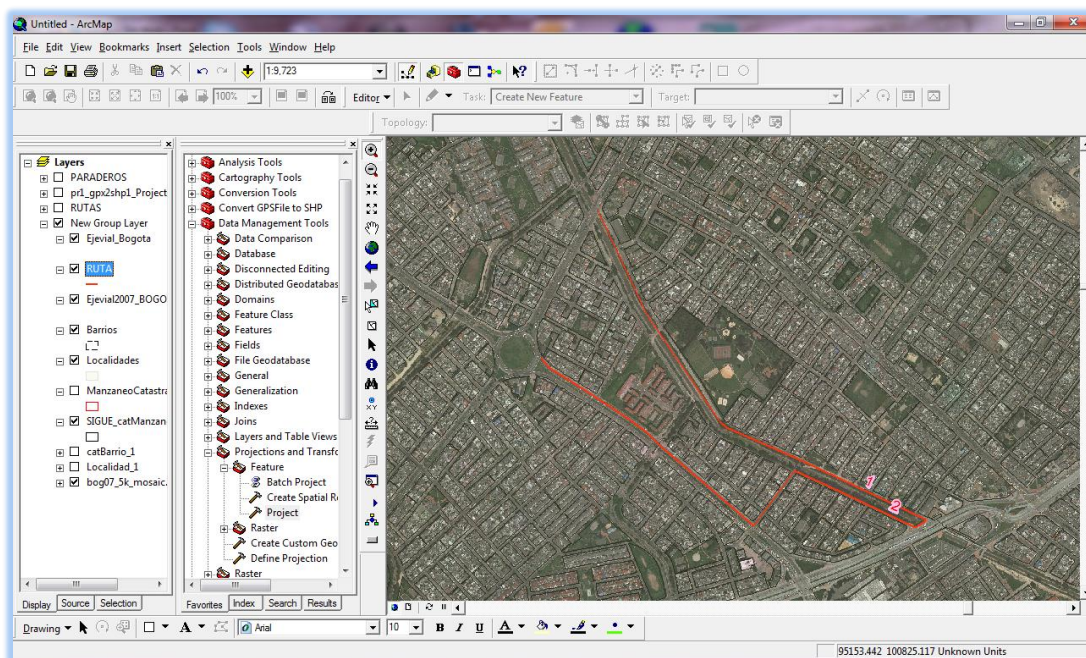 Untitled - ArcMap
File Edit View Bookmarks Insert Selection Tools Window Help
1:9,723
100% Editor Task: Create New Feature Target:
Topology:
Layers
PARADEROS
pr1_gpx2shp1_Project
RUTAS
New Group Layer
Ejevial_Bogota
RUTA
Ejevial2007_BOGO
Barrios
Localidades
ManzaneoCatastra
SIGUE_catManzan
catBarrio_1
Localidad_1
bog07_5k_mosaic.
Display Source Selection
Analysis Tools
Cartography Tools
Conversion Tools
Convert GPSFile to SHP
Data Management Tools
Data Comparison
Database
Disconnected Editing
Distributed Geodatabas
Domains
Feature Class
Features
Fields
File Geodatabase
General
Generalization
Indexes
Joins
Layers and Table Views
Projections and Transfo
Feature
Batch Project
Create Spatial Re
Project
Raster
Create Custom Geo
Define Projection
Raster
Favorites Index Search Results
XY
1
2
Drawing A Arial 10 B I U A
95153.442 100825.117 Unknown Units